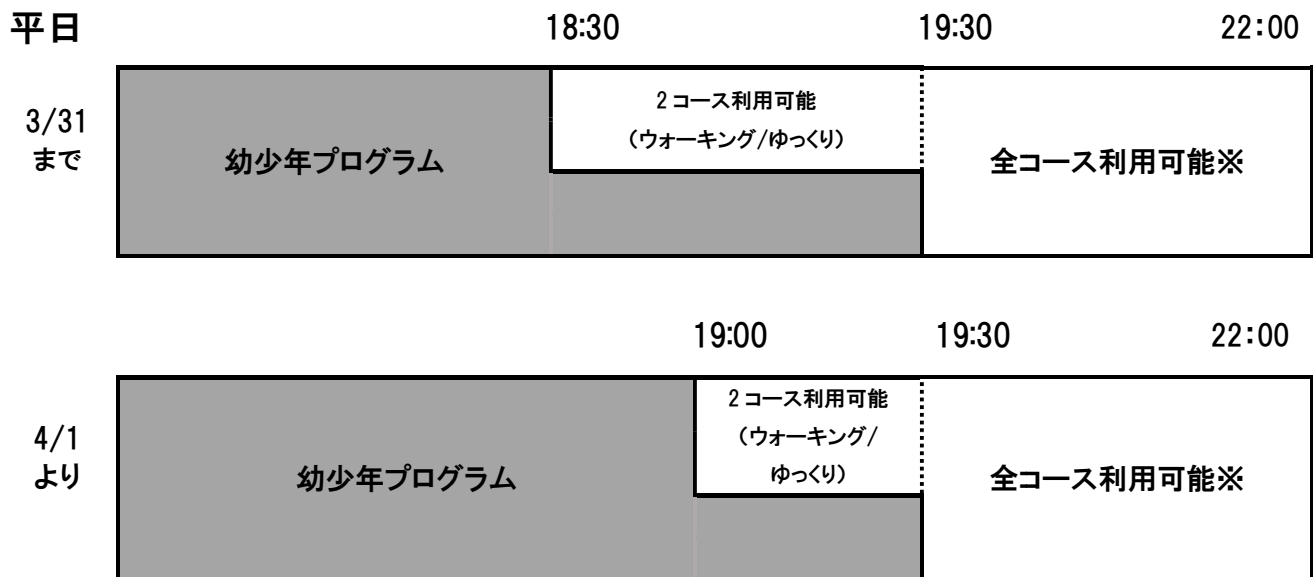 平日 18:30 19:30 22:00
3/31
まで
幼少年プログラム
2コース利用可能
(ウォーキング/ゆっくり)
全コース利用可能※
19:00 19:30 22:00
4/1
より
幼少年プログラム
2コース利用可能
(ウォーキング/
ゆっくり)
全コース利用可能※